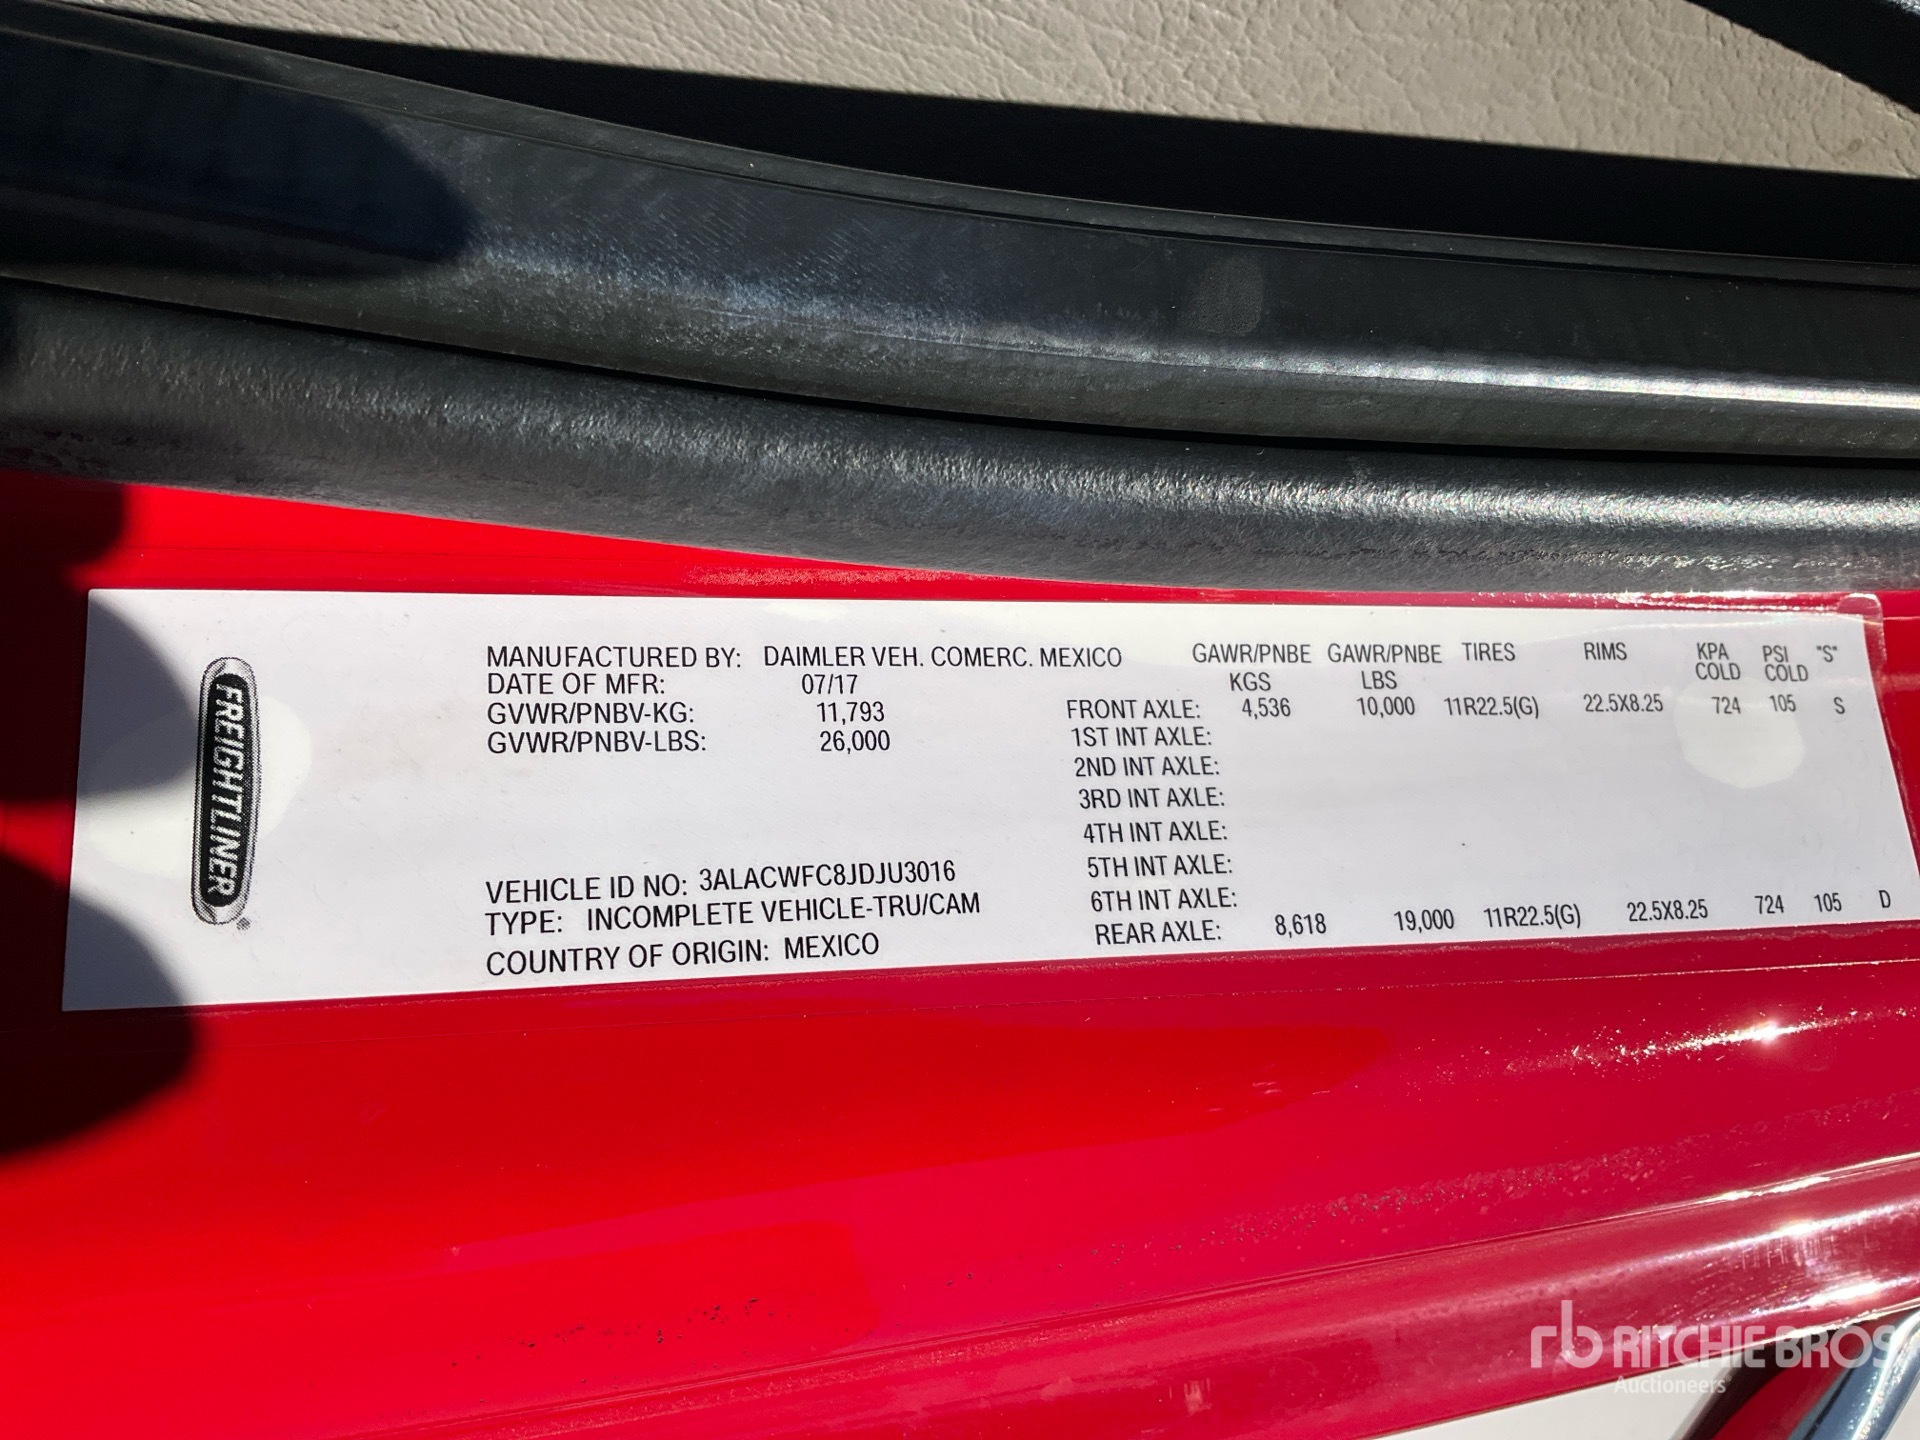 FREIGHTLINER®
MANUFACTURED BY: DAIMLER VEH. COMERC. MEXICO
DATE OF MFR: 07/17
GVWR/PNBV-KG: 11,793
GVWR/PNBV-LBS: 26,000
VEHICLE ID NO: 3ALACWFC8JDJU3016
TYPE: INCOMPLETE VEHICLE-TRU/CAM
COUNTRY OF ORIGIN: MEXICO
GAWR/PNBE GAWR/PNBE TIRES RIMS KPA PSI "S"
KGS LBS COLD COLD
FRONT AXLE: 4,536 10,000 11R22.5(G) 22.5X8.25 724 105 S
1ST INT AXLE:
2ND INT AXLE:
3RD INT AXLE:
4TH INT AXLE:
5TH INT AXLE:
6TH INT AXLE:
REAR AXLE: 8,618 19,000 11R22.5(G) 22.5X8.25 724 105 D
rb RITCHIE BROS
Auctioneers